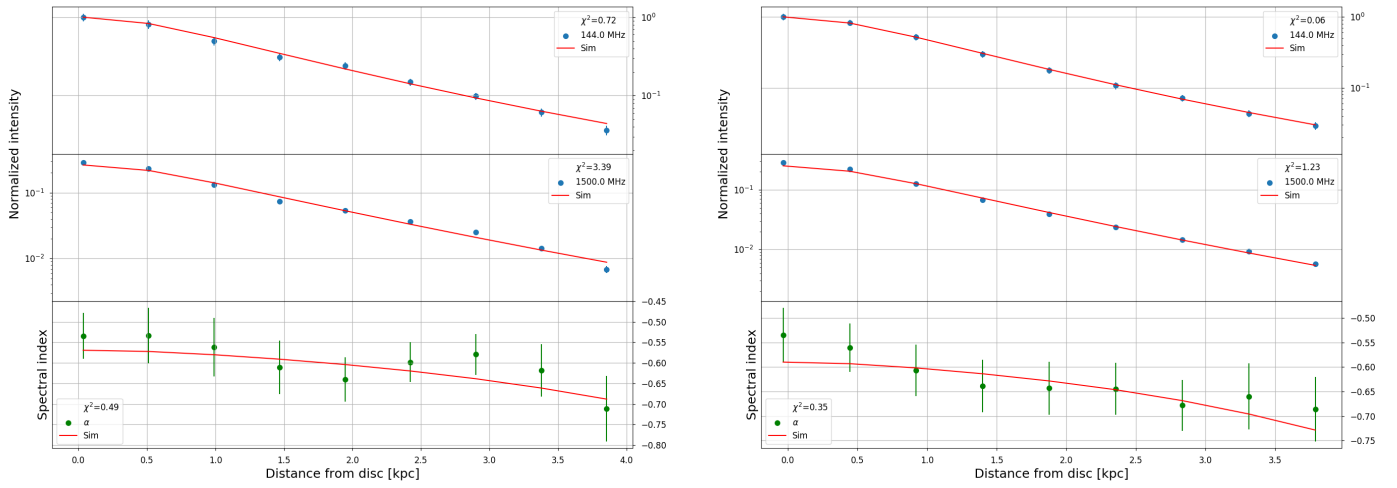 χ²=0.72
144.0 MHz
Sim
10⁰
10⁻¹
Normalized intensity
χ²=3.39
1500.0 MHz
Sim
10⁻¹
10⁻²
χ²=0.49
α
Sim
Spectral index
−0.45
−0.50
−0.55
−0.60
−0.65
−0.70
−0.75
−0.80
0.0 0.5 1.0 1.5 2.0 2.5 3.0 3.5 4.0
Distance from disc [kpc]
χ²=0.06
144.0 MHz
Sim
10⁰
10⁻¹
Normalized intensity
χ²=1.23
1500.0 MHz
Sim
10⁻¹
10⁻²
χ²=0.35
α
Sim
Spectral index
−0.50
−0.55
−0.60
−0.65
−0.70
−0.75
0.0 0.5 1.0 1.5 2.0 2.5 3.0 3.5
Distance from disc [kpc]